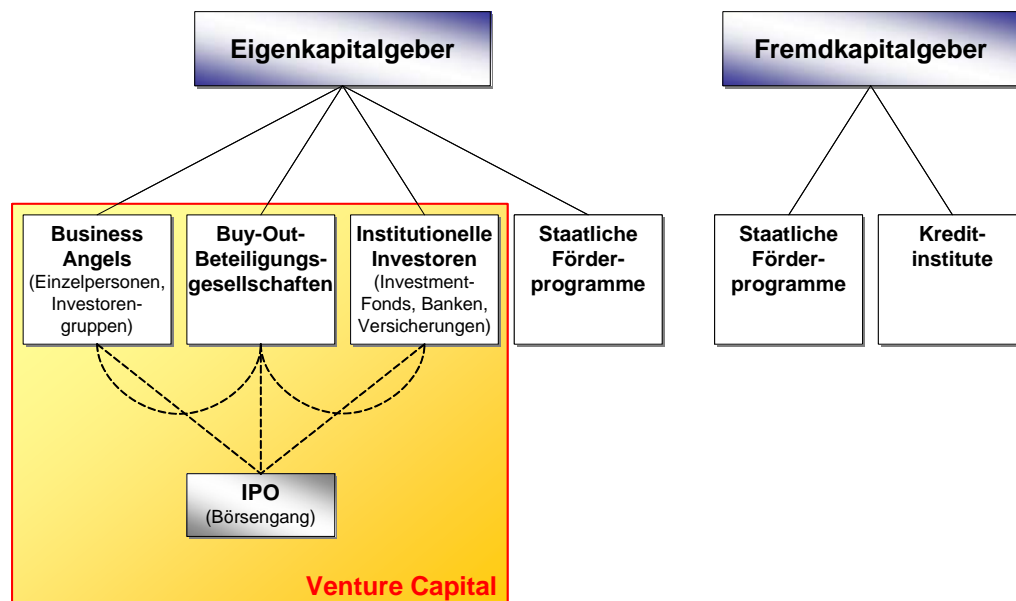 Eigenkapitalgeber
Fremdkapitalgeber
Business
Angels
(Einzelpersonen,
Investoren-
gruppen)
Buy-Out-
Beteiligungs-
gesellschaften
Institutionelle
Investoren
(Investment-
Fonds, Banken,
Versicherungen)
Staatliche
Förder-
programme
Staatliche
Förder-
programme
Kredit-
institute
IPO
(Börsengang)
Venture Capital